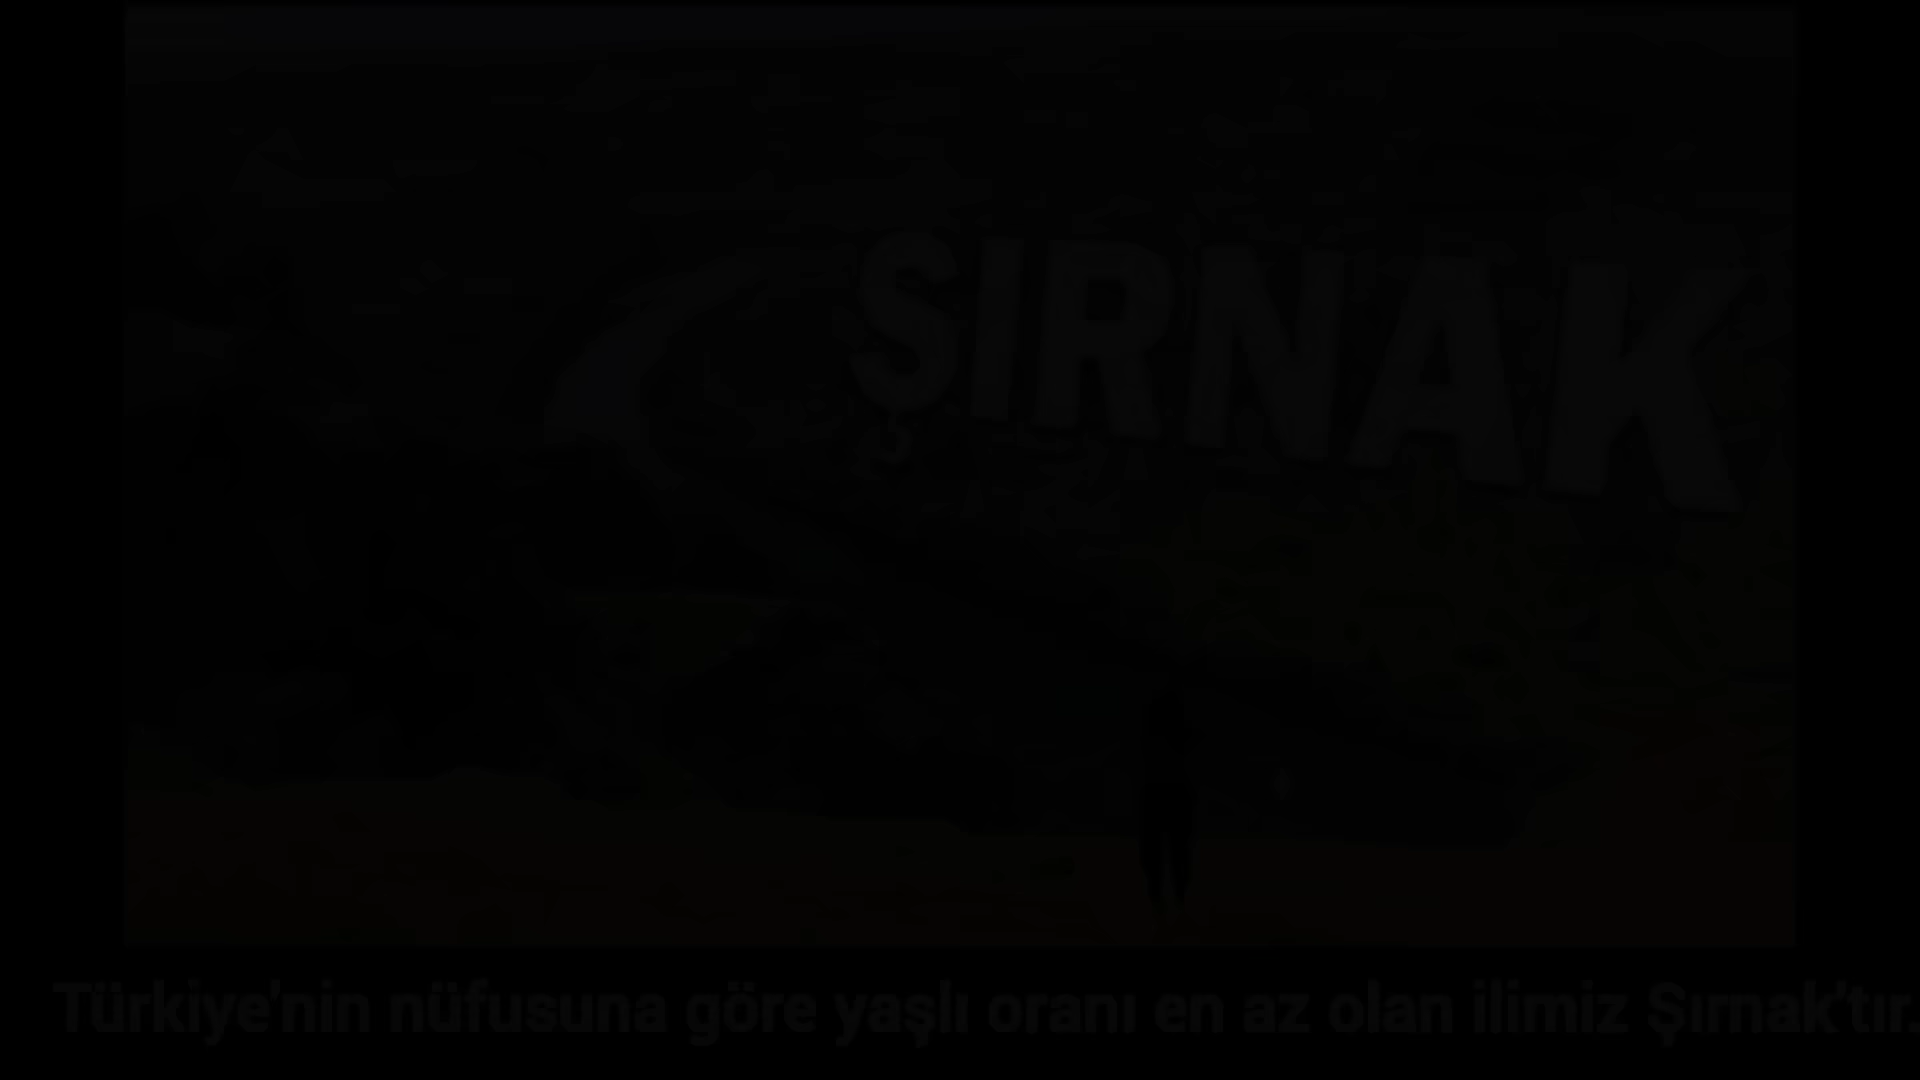 ŞIRNAK
Türkiye'nin nüfusuna göre yaşlı oranı en az olan ilimiz Şırnak'tır.